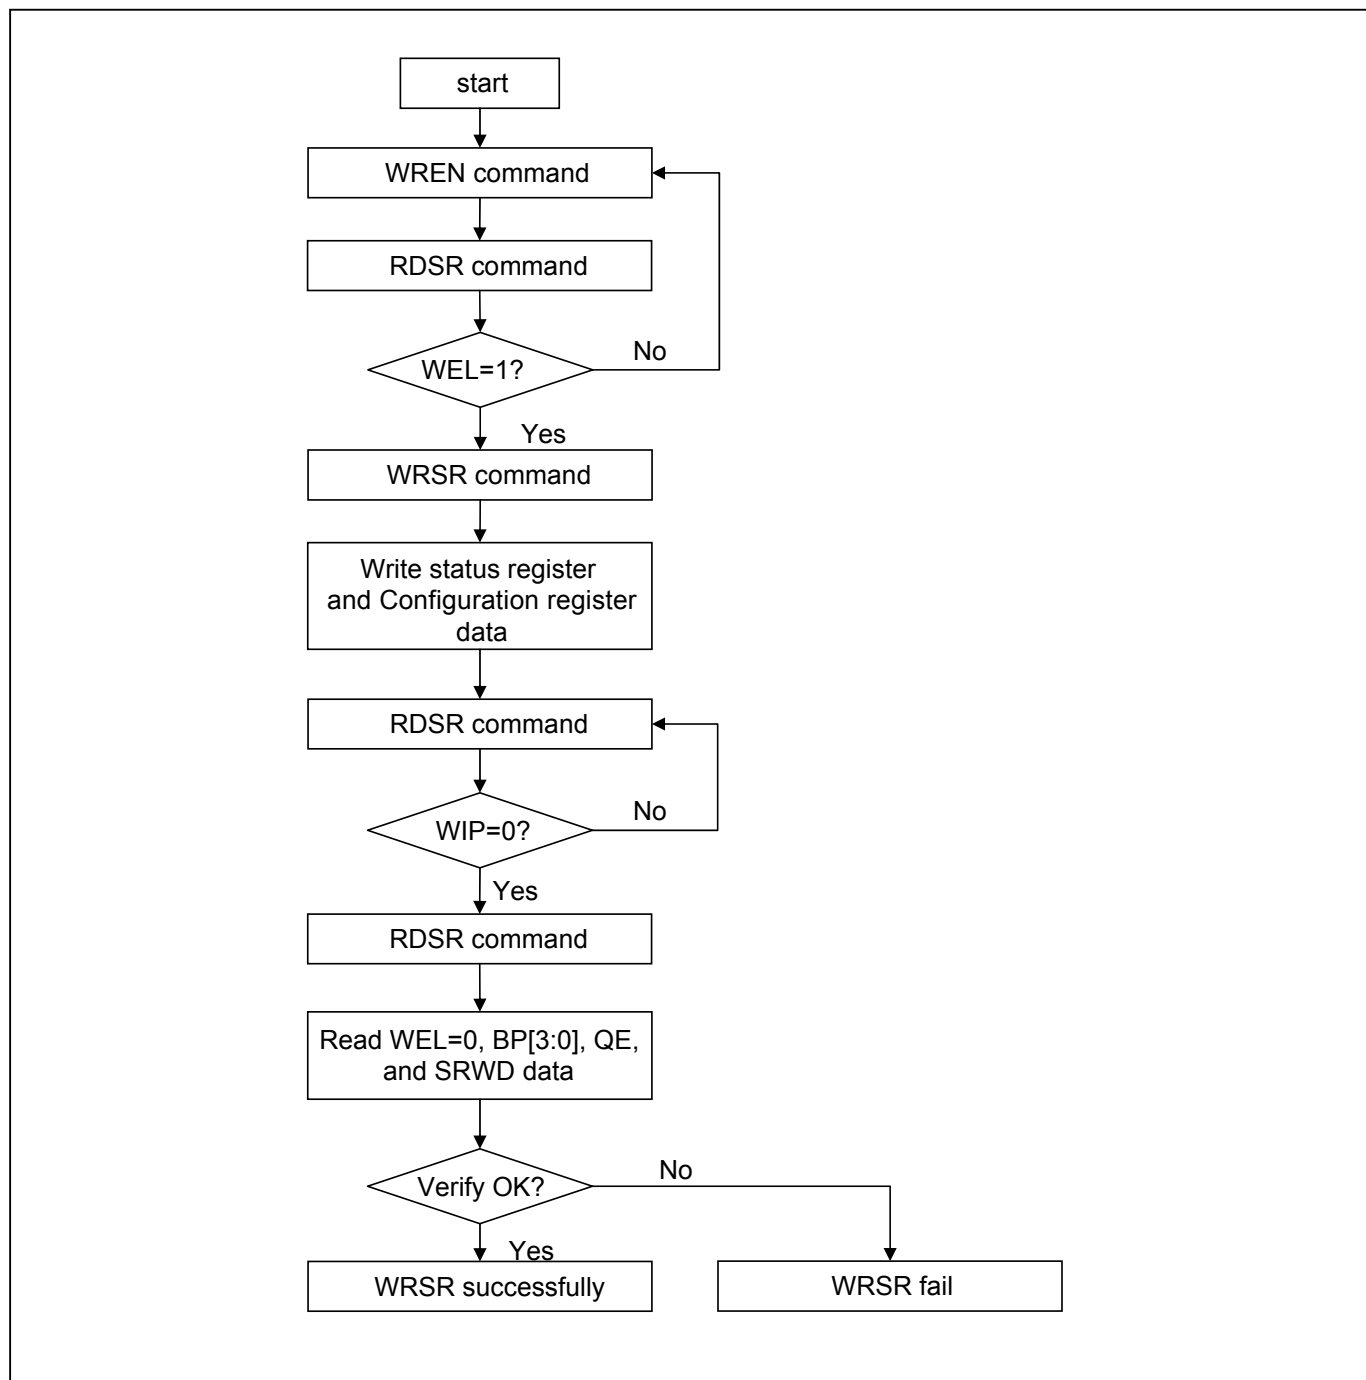 start
WREN command
RDSR command
WEL=1?
No
Yes
WRSR command
Write status register
and Configuration register
data
RDSR command
WIP=0?
No
Yes
RDSR command
Read WEL=0, BP[3:0], QE,
and SRWD data
Verify OK?
No
Yes
WRSR successfully
WRSR fail